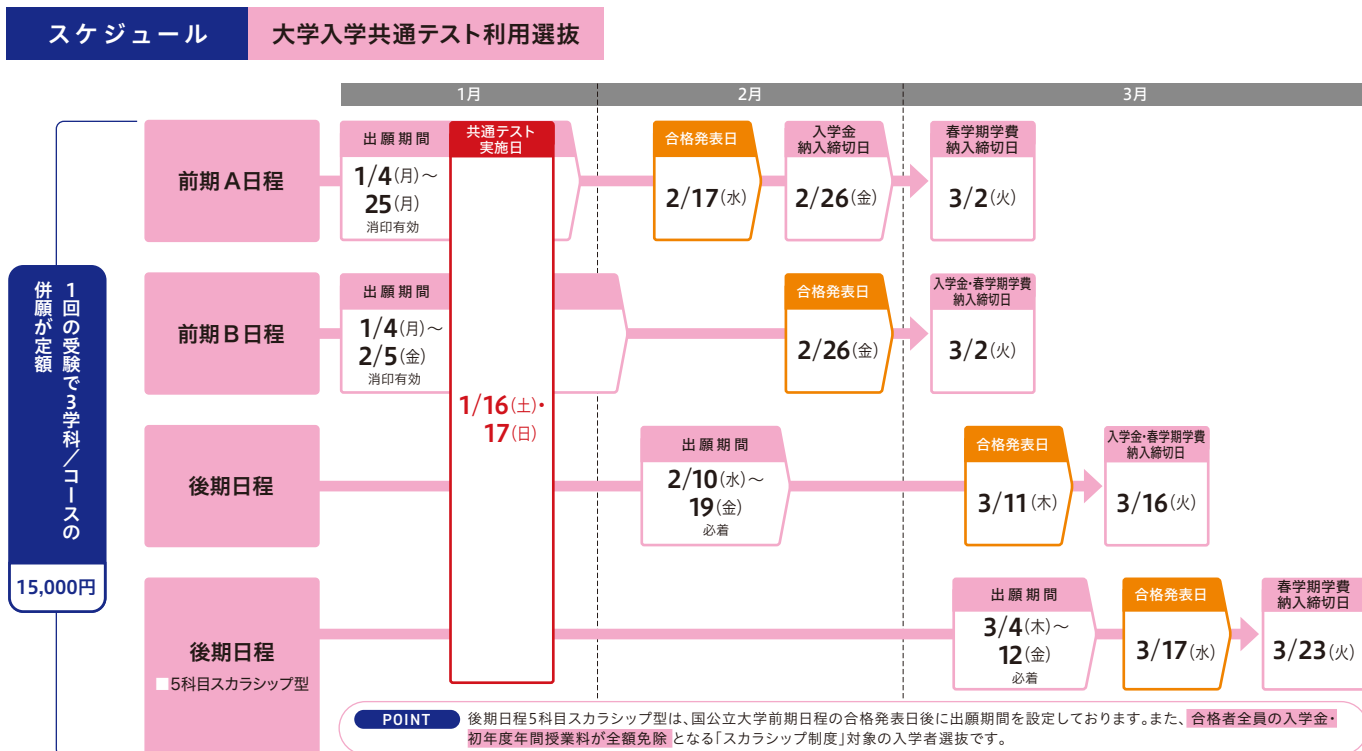 スケジュール
大学入学共通テスト利用選抜
1月
2月
3月
1回の受験で3学科／コースの
併願が定額
15,000円
前期A日程
出願期間
1/4(月)～
25(月)
消印有効
共通テスト
実施日
1/16(土)・
17(日)
合格発表日
2/17(水)
入学金
納入締切日
2/26(金)
春学期学費
納入締切日
3/2(火)
前期B日程
出願期間
1/4(月)～
2/5(金)
消印有効
合格発表日
2/26(金)
入学金・春学期学費
納入締切日
3/2(火)
後期日程
出願期間
2/10(水)～
19(金)
必着
合格発表日
3/11(木)
入学金・春学期学費
納入締切日
3/16(火)
後期日程
5科目スカラシップ型
出願期間
3/4(木)～
12(金)
必着
合格発表日
3/17(水)
春学期学費
納入締切日
3/23(火)
POINT
後期日程5科目スカラシップ型は、国公立大学前期日程の合格発表日後に出願期間を設定しております。また、合格者全員の入学金・
初年度年間授業料が全額免除となる「スカラシップ制度」対象の入学者選抜です。